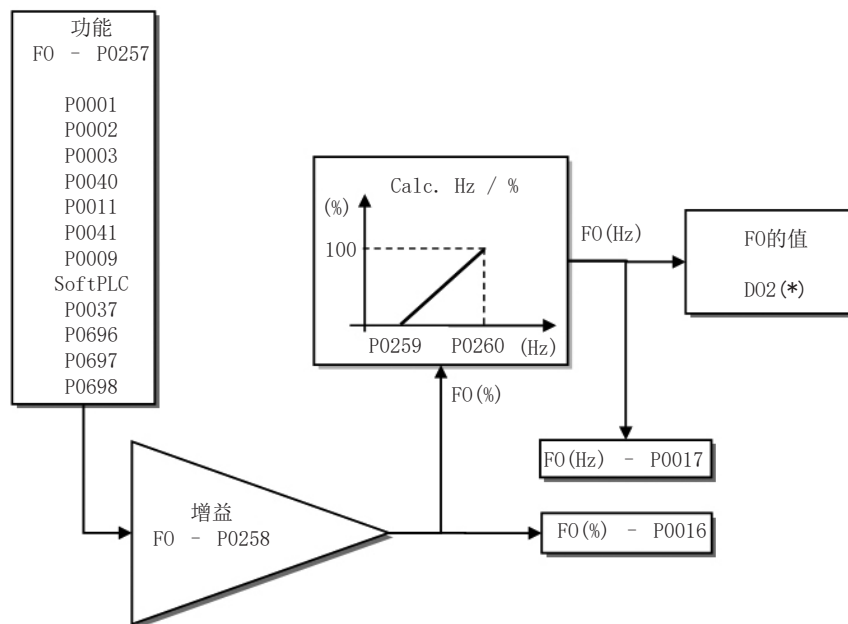 功能
FO - P0257
P0001
P0002
P0003
P0040
P0011
P0041
P0009
SoftPLC
P0037
P0696
P0697
P0698
Calc. Hz / %
(%)
100
P0259
P0260
(Hz)
FO(Hz)
FO的值
DO2(*)
FO(%)
FO(Hz) - P0017
增益
FO - P0258
FO(%) - P0016